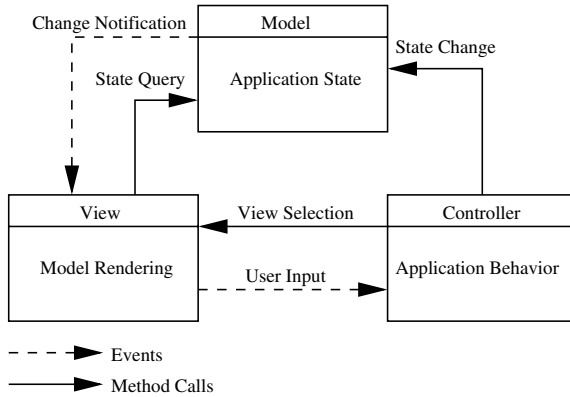 Change Notification
Model
State Change
State Query
Application State
View
View Selection
Controller
Model Rendering
User Input
Application Behavior
Events
Method Calls